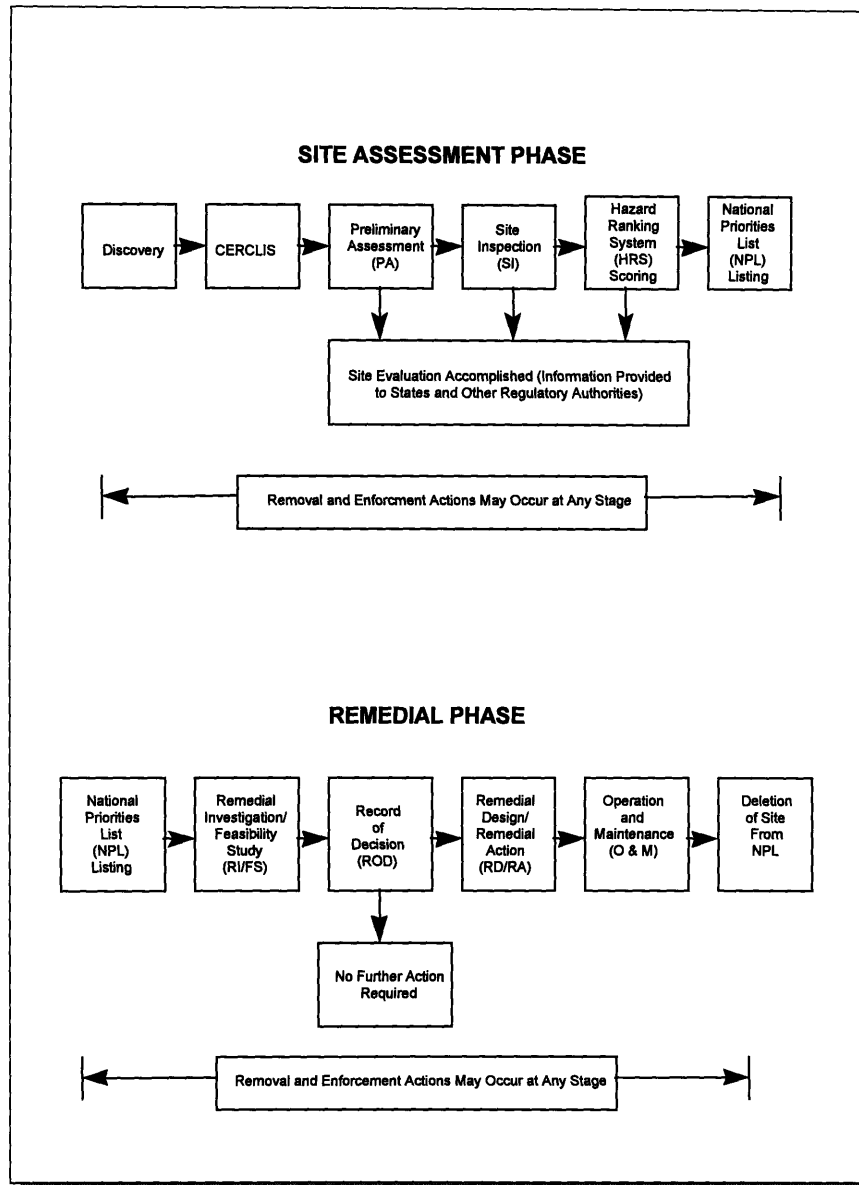 SITE ASSESSMENT PHASE
Discovery
CERCLIS
Preliminary
Assessment
(PA)
Site
Inspection
(SI)
Hazard
Ranking
System
(HRS)
Scoring
National
Priorities
List
(NPL)
Listing
Site Evaluation Accomplished (Information Provided
to States and Other Regulatory Authorities)
Removal and Enforcment Actions May Occur at Any Stage
REMEDIAL PHASE
National
Priorities
List
(NPL)
Listing
Remedial
Investigation/
Feasibility
Study
(RI/FS)
Record
of
Decision
(ROD)
Remedial
Design/
Remedial
Action
(RD/RA)
Operation
and
Maintenance
(O & M)
Deletion
of Site
From
NPL
No Further Action
Required
Removal and Enforcement Actions May Occur at Any Stage